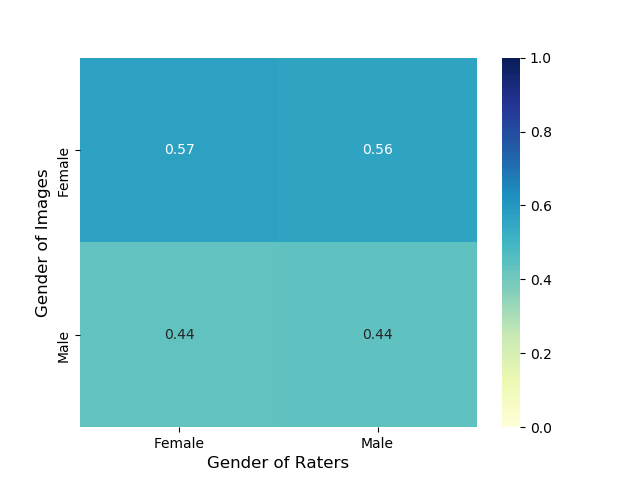 1.0
0.8
0.6
0.4
0.2
0.0
Gender of Images
Female
Male
0.57 0.56
0.44 0.44
Female Male
Gender of Raters